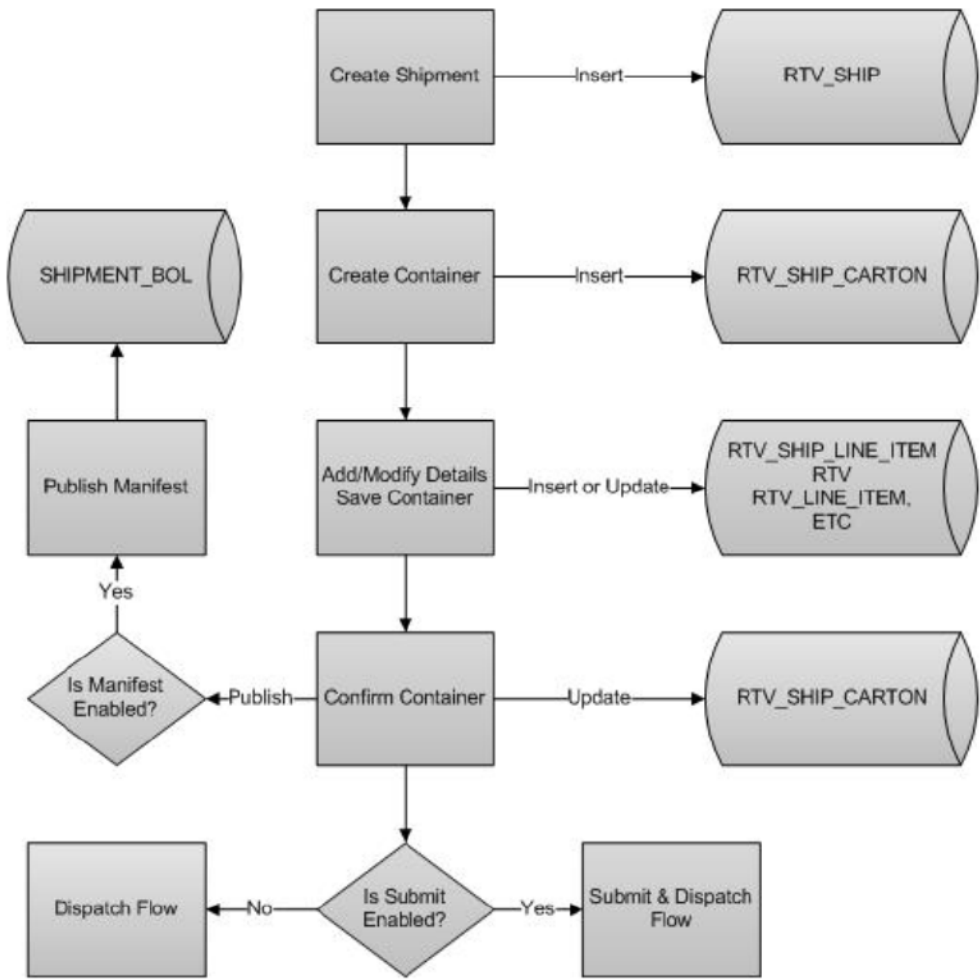 Create Shipment
Insert
RTV_SHIP
SHIPMENT_BOL
Create Container
Insert
RTV_SHIP_CARTON
Publish Manifest
Add/Modify Details
Save Container
Insert or Update
RTV_SHIP_LINE_ITEM
RTV
RTV_LINE_ITEM,
ETC
Yes
Is Manifest
Enabled?
Publish
Confirm Container
Update
RTV_SHIP_CARTON
Dispatch Flow
No
Is Submit
Enabled?
Yes
Submit & Dispatch
Flow